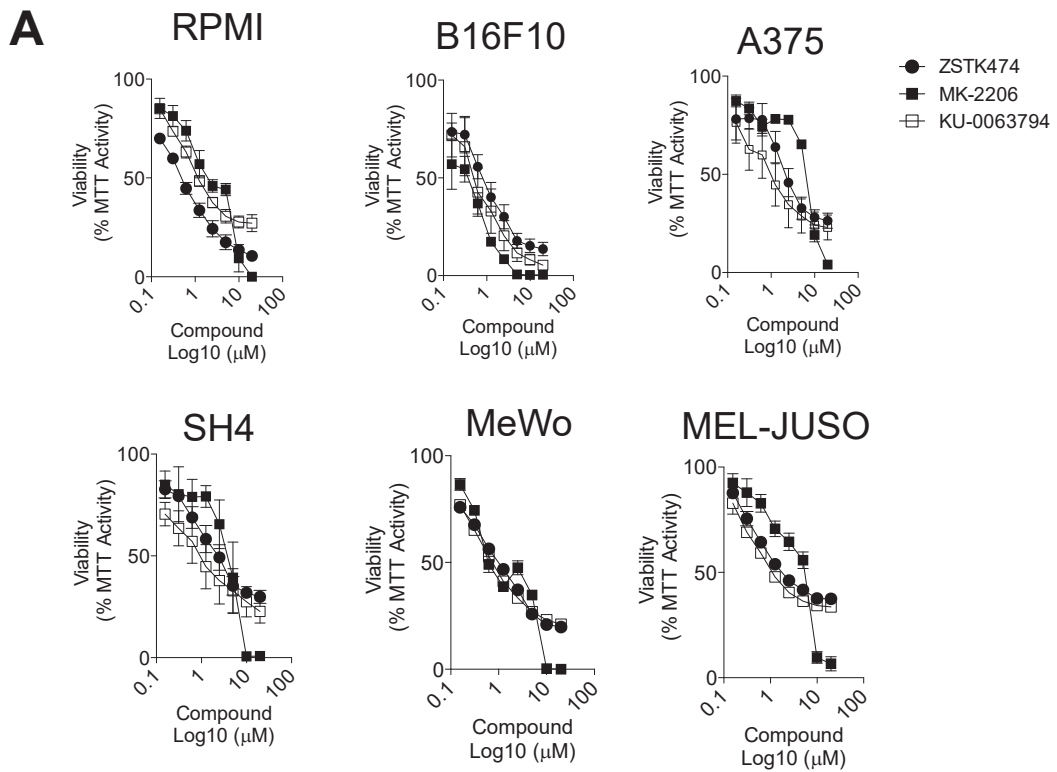 A
RPMI
100
50
0
Viability
(% MTT Activity)
0.1
1
10
100
Compound
Log10 (μM)
B16F10
100
50
0
Viability
(% MTT Activity)
0.1
1
10
100
Compound
Log10 (μM)
A375
100
50
0
Viability
(% MTT Activity)
0.1
1
10
100
Compound
Log10 (μM)
ZSTK474
MK-2206
KU-0063794
SH4
100
50
0
Viability
(% MTT Activity)
0.1
1
10
100
Compound
Log10 (μM)
MeWo
100
50
0
Viability
(% MTT Activity)
0.1
1
10
100
Compound
Log10 (μM)
MEL-JUSO
100
50
0
Viability
(% MTT Activity)
0.1
1
10
100
Compound
Log10 (μM)